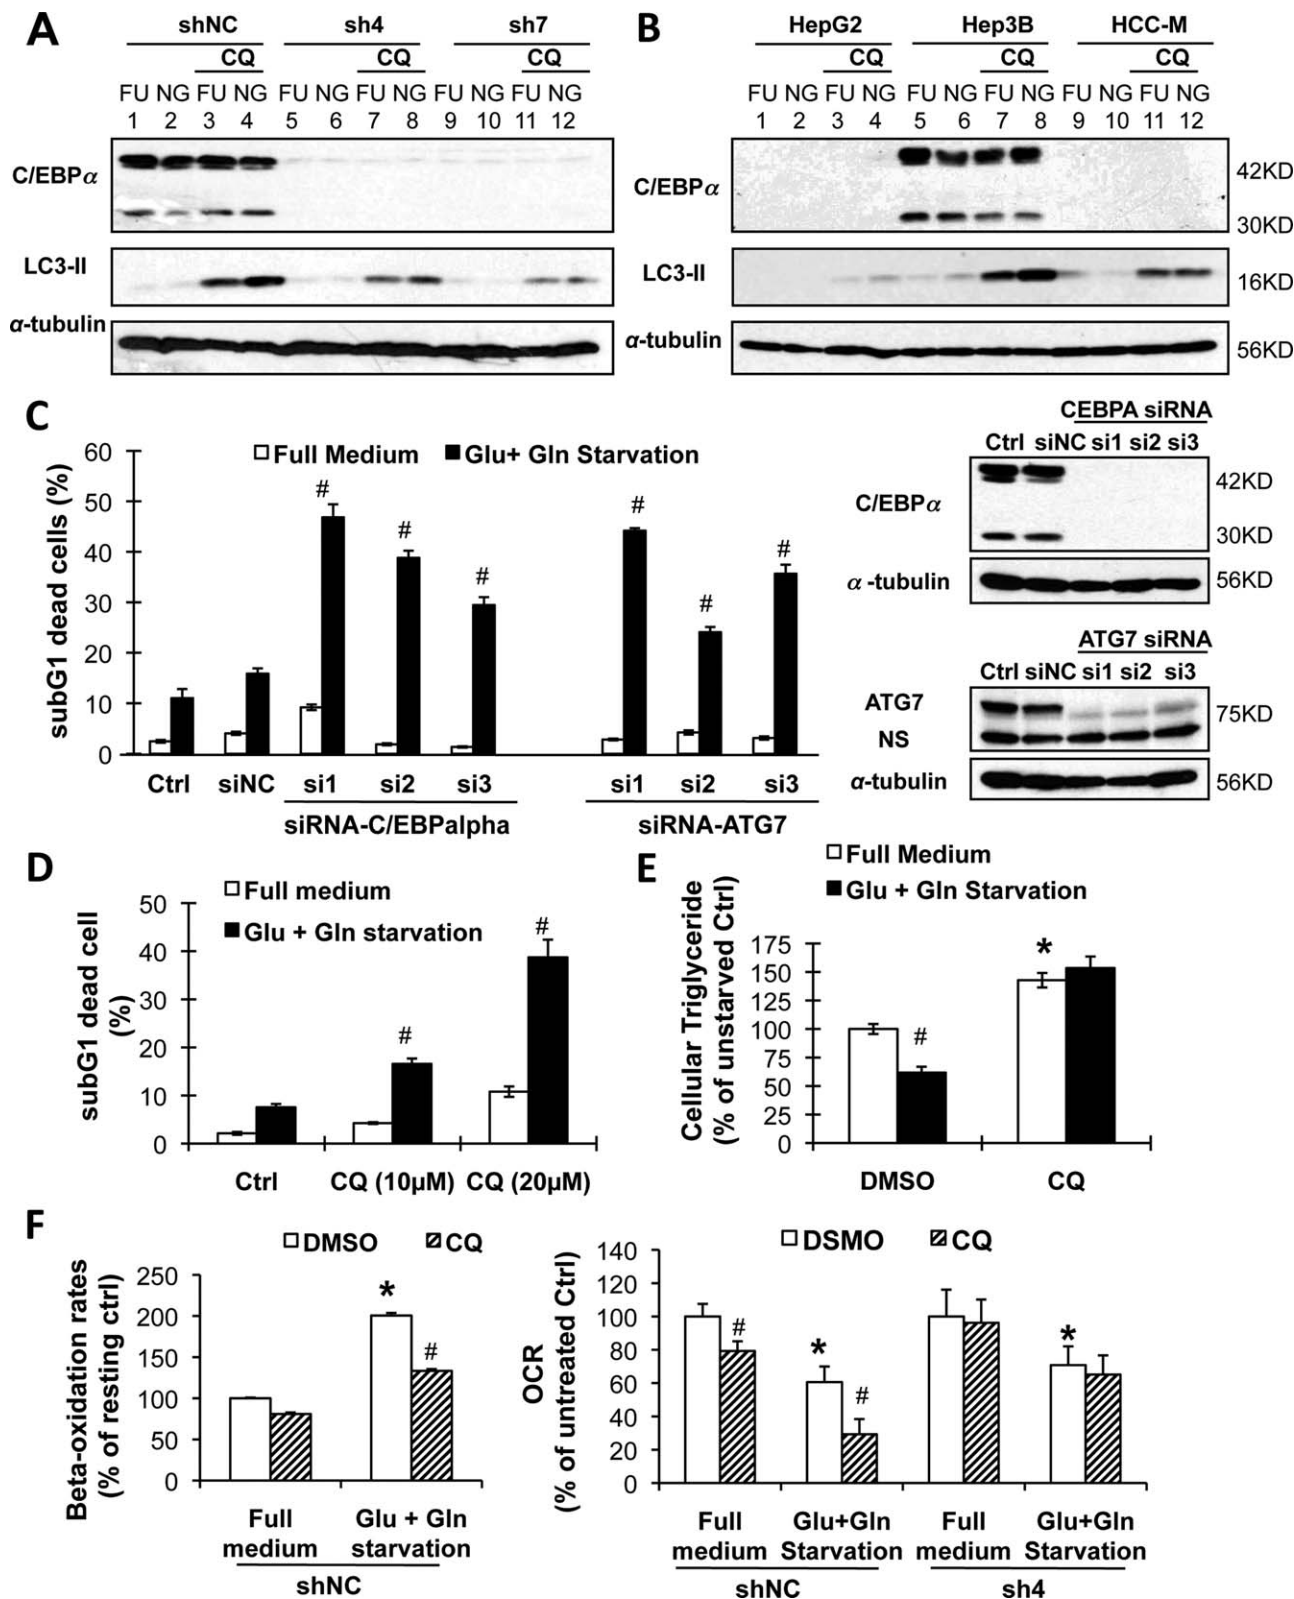 A
shNC sh4 sh7
CQ CQ CQ
FU NG FU NG FU NG FU NG FU NG FU NG
1 2 3 4 5 6 7 8 9 10 11 12
C/EBPα
LC3-II
α-tubulin
B
HepG2 Hep3B HCC-M
CQ CQ CQ
FU NG FU NG FU NG FU NG FU NG FU NG
1 2 3 4 5 6 7 8 9 10 11 12
C/EBPα
42KD
30KD
LC3-II
16KD
α-tubulin
56KD
C
Full Medium Glu+ Gln Starvation
subG1 dead cells (%)
60
50
40
30
20
10
0
# # # # # #
Ctrl siNC si1 si2 si3 si1 si2 si3
siRNA-C/EBPalpha siRNA-ATG7
CEBPA siRNA
Ctrl siNC si1 si2 si3
C/EBPα
42KD
30KD
α -tubulin
56KD
ATG7 siRNA
Ctrl siNC si1 si2 si3
ATG7
75KD
NS
α-tubulin
56KD
D
Full medium
Glu + Gln starvation
subG1 dead cell
(%)
50
40
30
20
10
0
# #
Ctrl CQ (10µM) CQ (20µM)
E
Full Medium
Glu + Gln Starvation
Cellular Triglyceride
(% of unstarved Ctrl)
175
150
125
100
75
50
25
0
# *
DMSO CQ
F
DMSO CQ
Beta-oxidation rates
(% of resting ctrl)
250
200
150
100
50
0
* #
Full Glu + Gln
medium starvation
shNC
DSMO CQ
OCR
(% of untreated Ctrl)
140
120
100
80
60
40
20
0
# * # *
Full Glu+Gln Full Glu+Gln
medium Starvation medium Starvation
shNC sh4